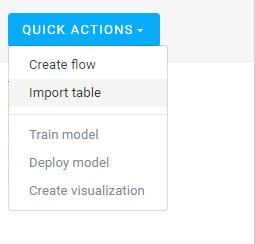 QUICK ACTIONS
Create flow
Import table
Train model
Deploy model
Create visualization